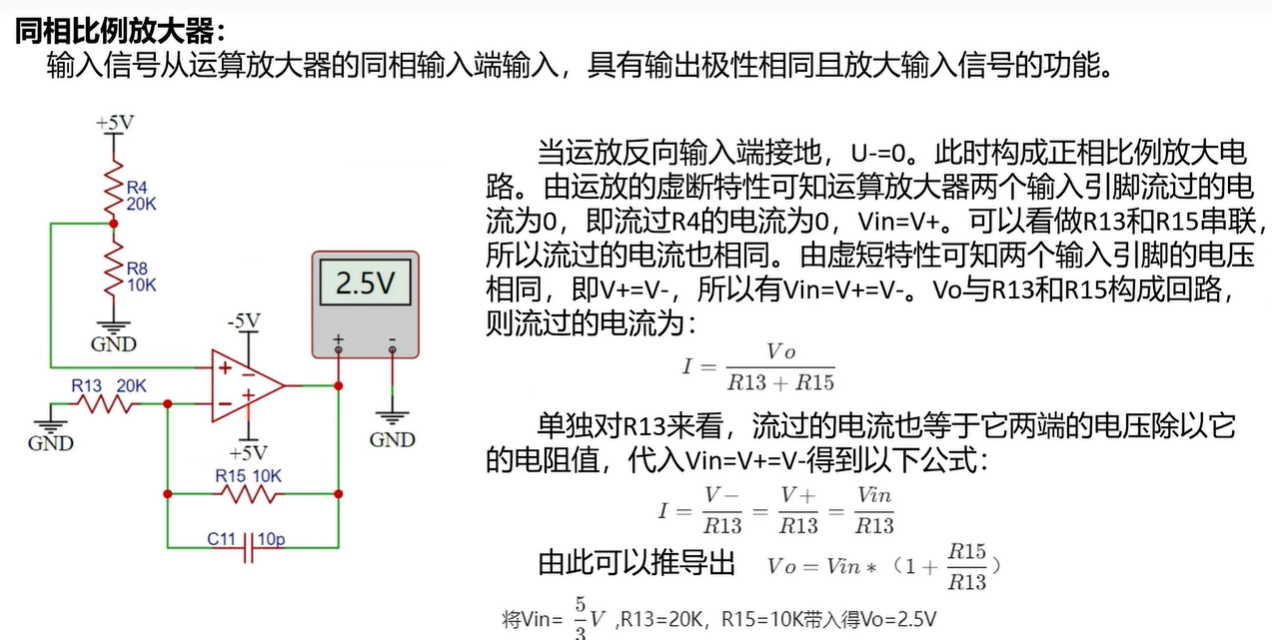 同相比例放大器：
输入信号从运算放大器的同相输入端输入，具有输出极性相同且放大输入信号的功能。
+5V
R4
20K
R8
10K
GND
-5V
2.5V
+ -
R13 20K
+ -
- +
GND
+5V
GND
R15 10K
C11 10p
当运放反向输入端接地，U-=0。此时构成正相比例放大电
路。由运放的虚断特性可知运算放大器两个输入引脚流过的电
流为0，即流过R4的电流为0，Vin=V+。可以看做R13和R15串联，
所以流过的电流也相同。由虚短特性可知两个输入引脚的电压
相同，即V+=V-，所以有Vin=V+=V-。Vo与R13和R15构成回路，
则流过的电流为：
I = Vo / (R13 + R15)
单独对R13来看，流过的电流也等于它两端的电压除以它
的电阻值，代入Vin=V+=V-得到以下公式：
I = V− / R13 = V+ / R13 = Vin / R13
由此可以推导出 Vo = Vin *（1 + R15 / R13）
将Vin= 5/3 V ,R13=20K，R15=10K带入得Vo=2.5V